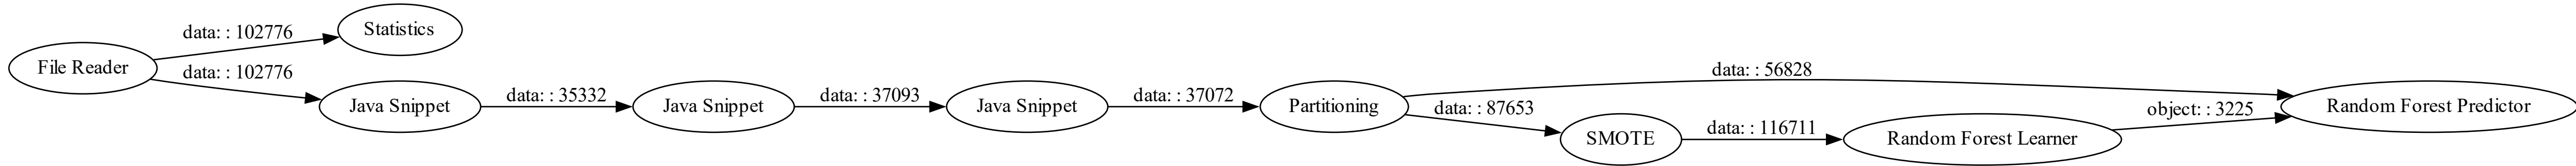 File Reader
data: : 102776
Statistics
data: : 102776
Java Snippet
data: : 35332
Java Snippet
data: : 37093
Java Snippet
data: : 37072
Partitioning
data: : 56828
data: : 87653
SMOTE
data: : 116711
Random Forest Learner
object: : 3225
Random Forest Predictor